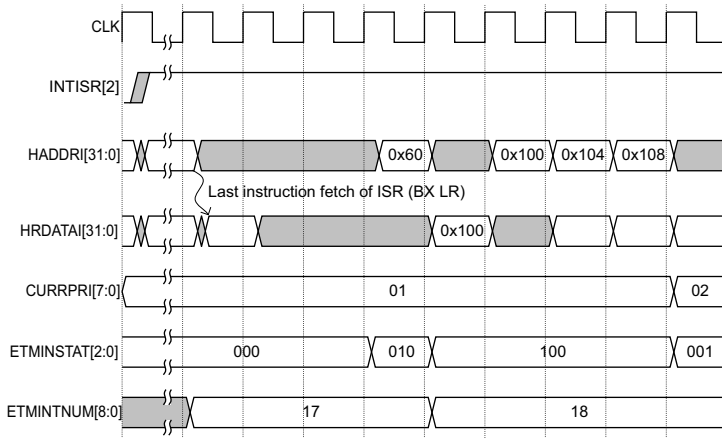 CLK
INTISR[2]
HADDRI[31:0] 0x60 0x100 0x104 0x108
Last instruction fetch of ISR (BX LR)
HRDATAI[31:0] 0x100
CURRPRI[7:0] 01 02
ETMINSTAT[2:0] 000 010 100 001
ETMINTNUM[8:0] 17 18